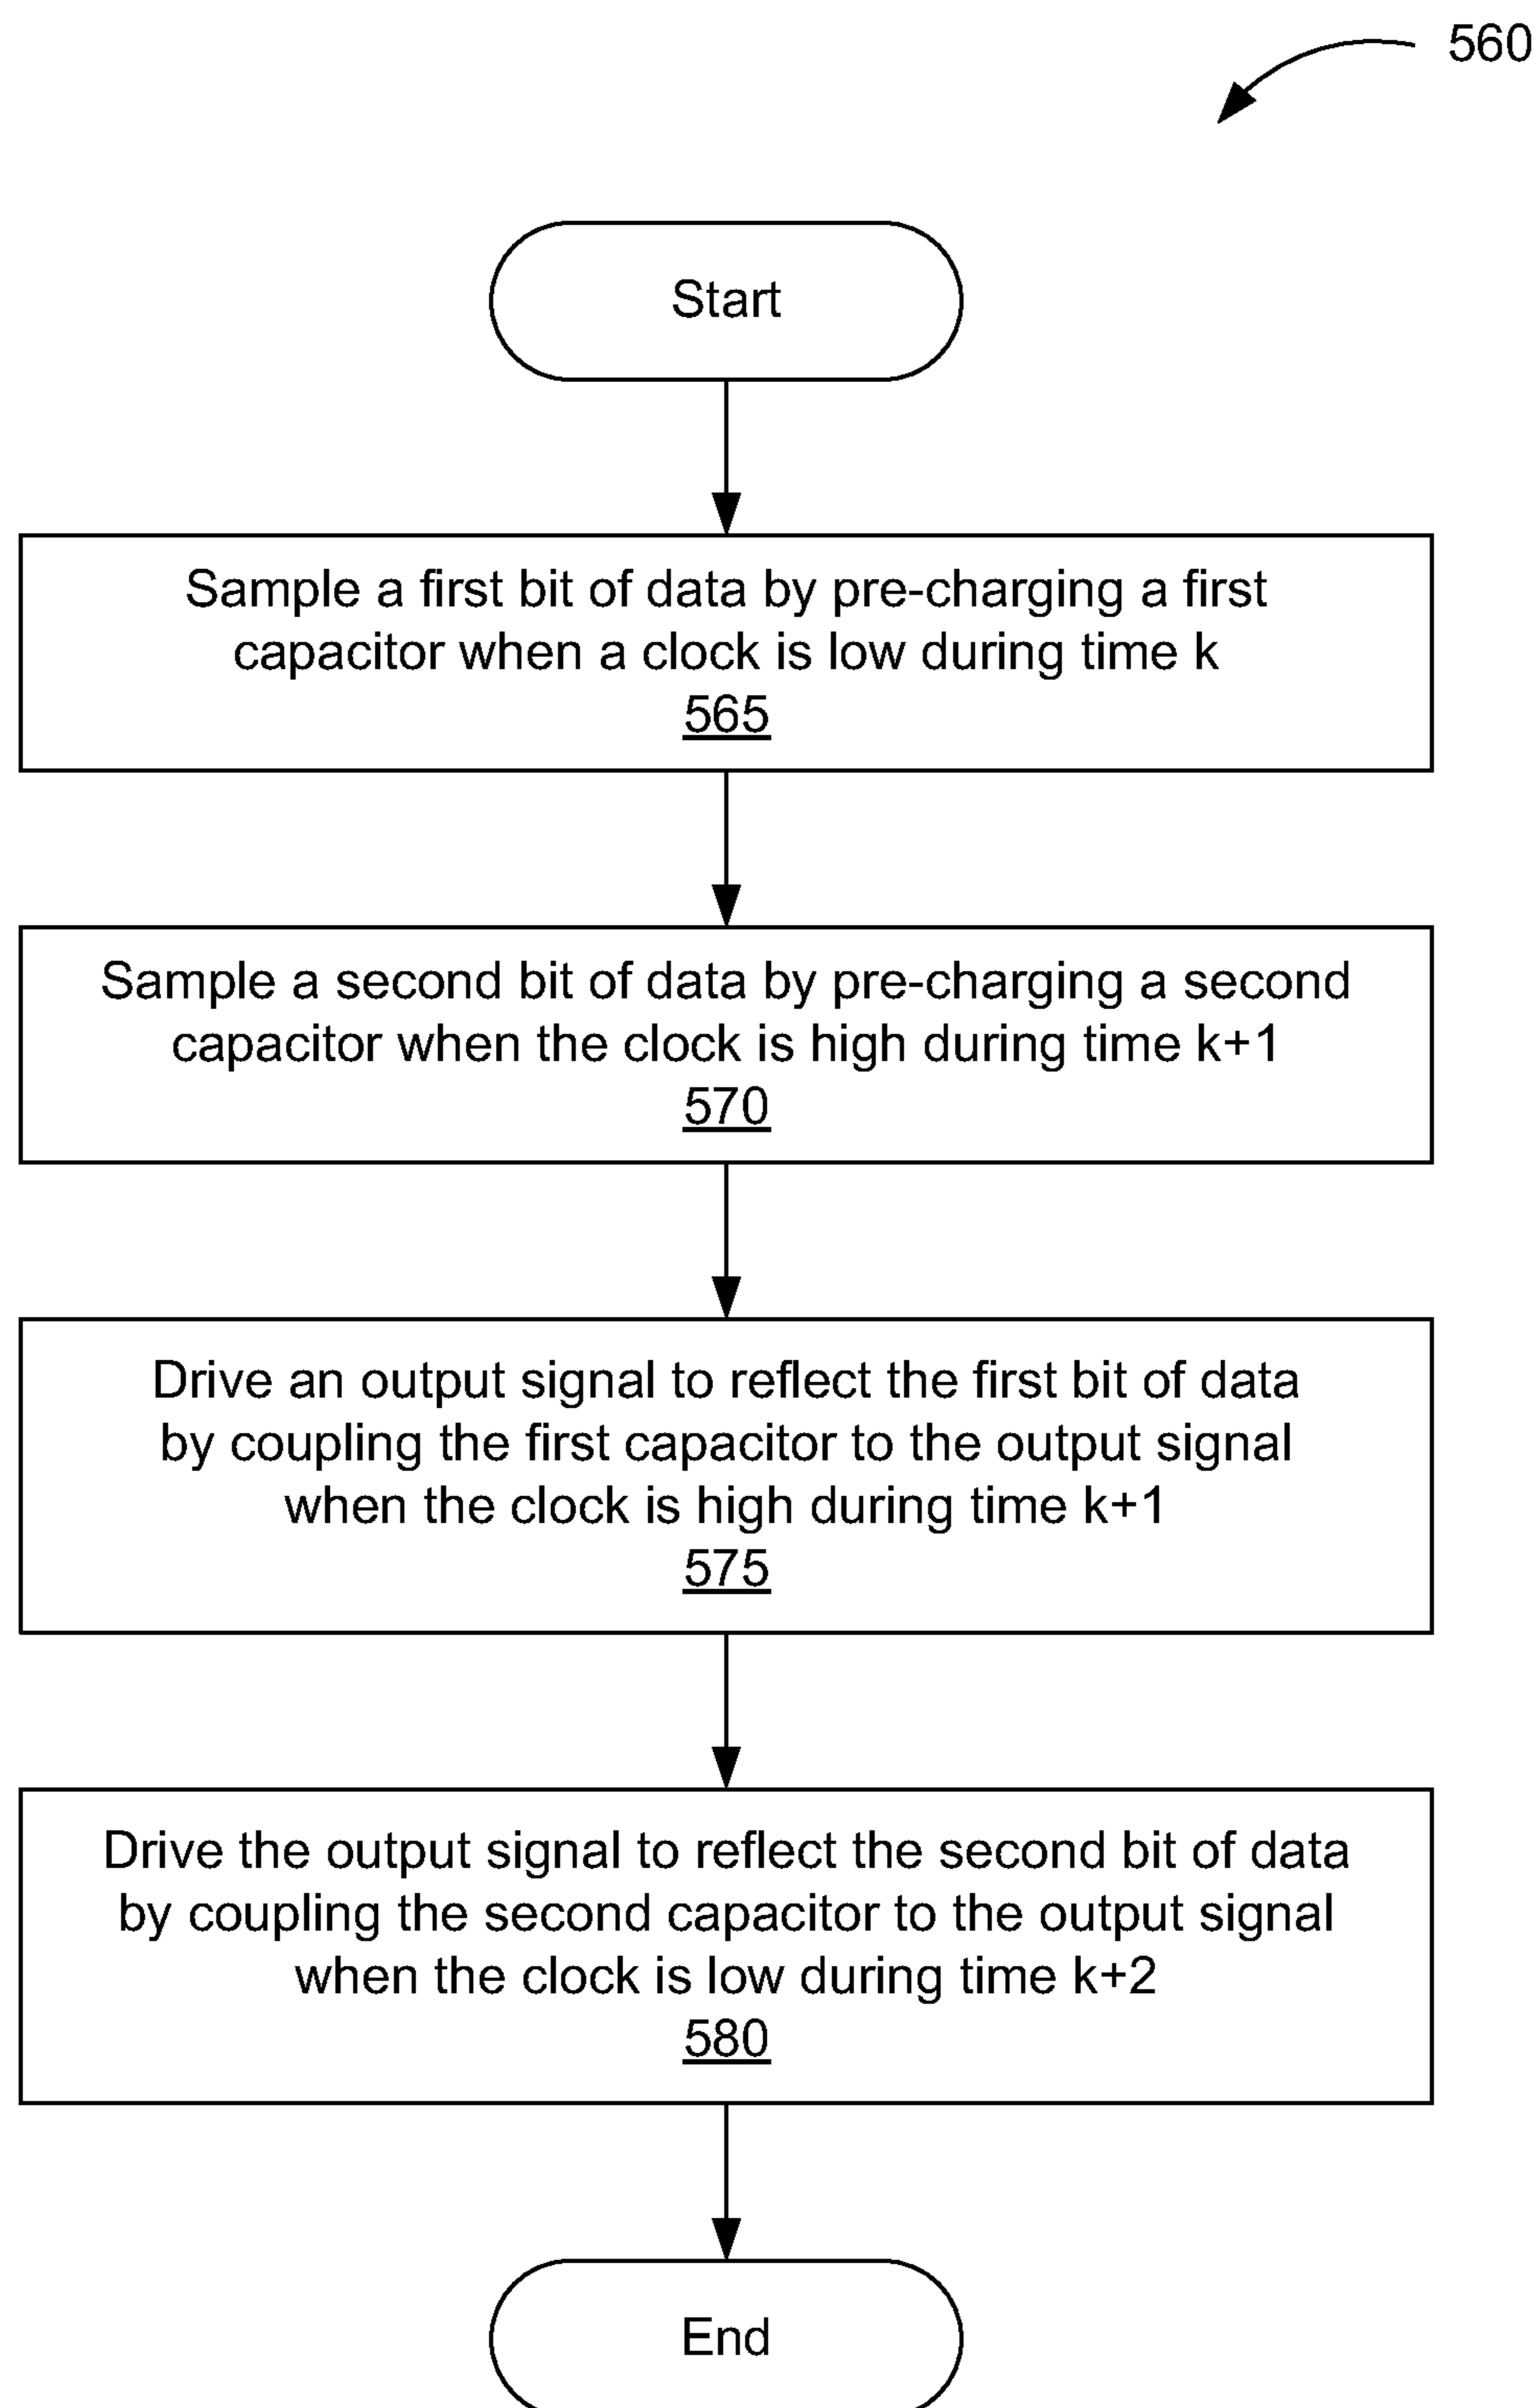 560
Start
Sample a first bit of data by pre-charging a first
capacitor when a clock is low during time k
565
Sample a second bit of data by pre-charging a second
capacitor when the clock is high during time k+1
570
Drive an output signal to reflect the first bit of data
by coupling the first capacitor to the output signal
when the clock is high during time k+1
575
Drive the output signal to reflect the second bit of data
by coupling the second capacitor to the output signal
when the clock is low during time k+2
580
End